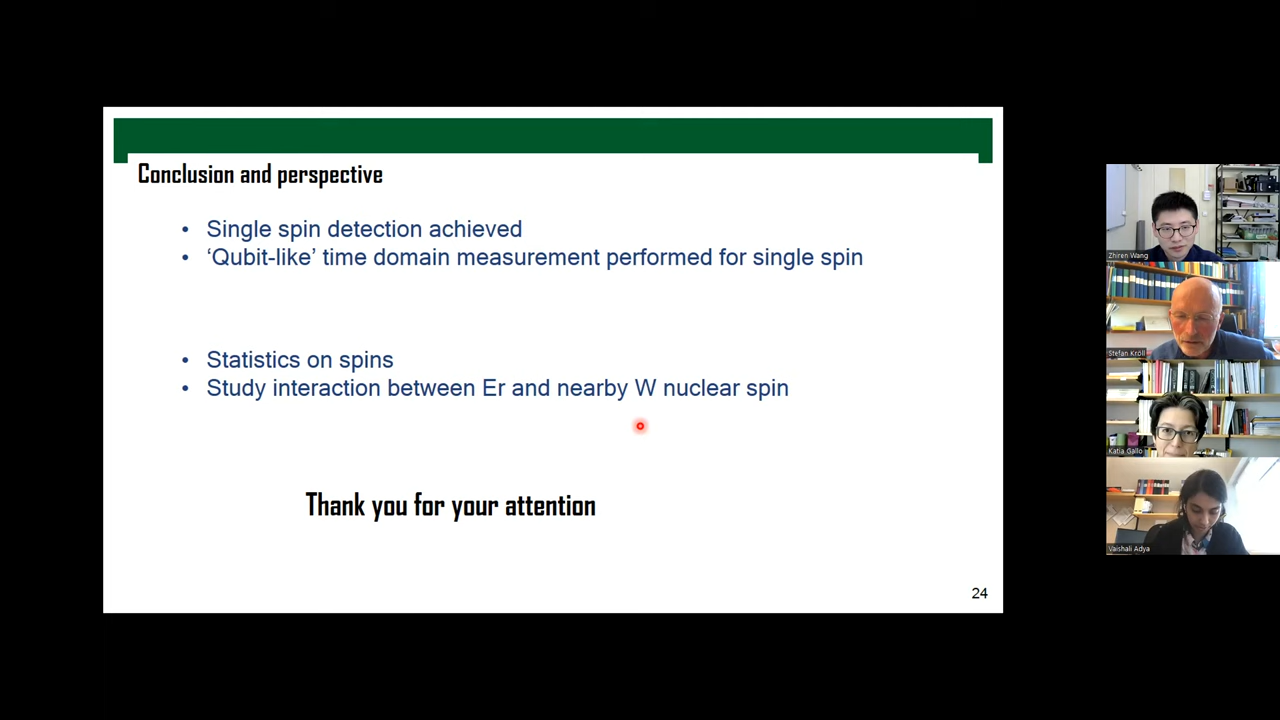 Conclusion and perspective
• Single spin detection achieved
• ‘Qubit-like’ time domain measurement performed for single spin
• Statistics on spins
• Study interaction between Er and nearby W nuclear spin
Thank you for your attention
24
Zhiren Wang
Stefan Kröll
Katia Gallo
Vaishali Adya